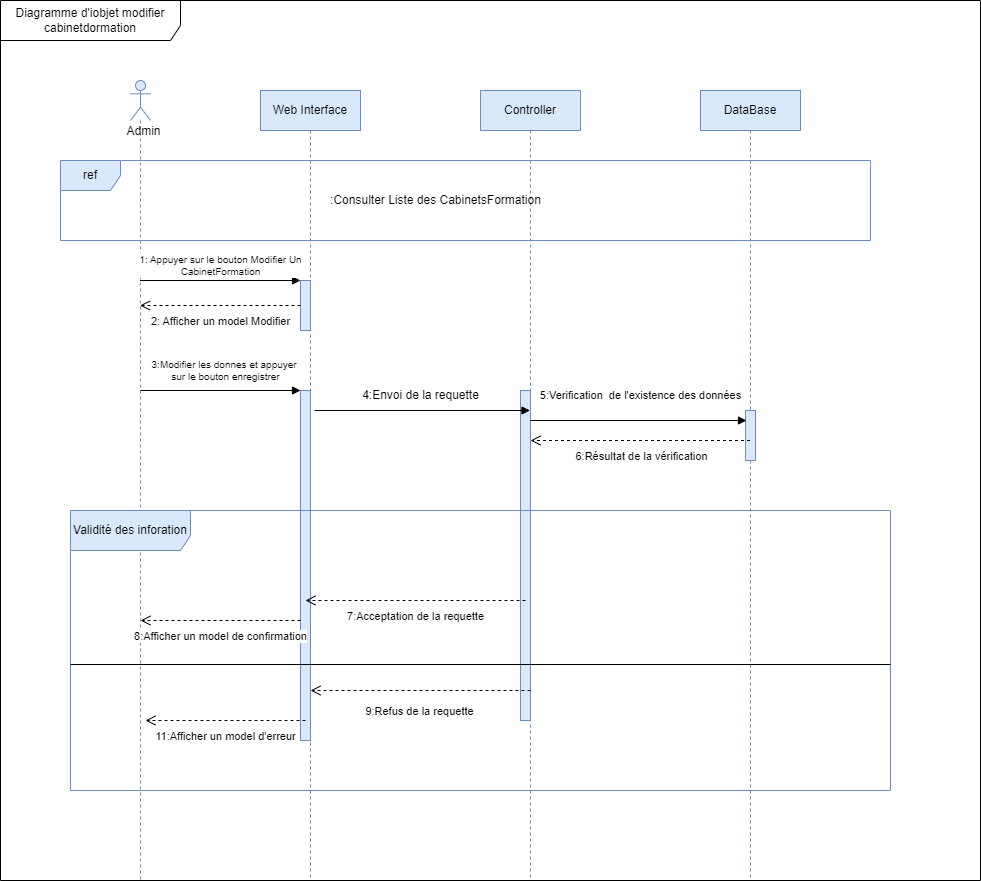 Diagramme d'iobjet modifier
cabinetdormation
Admin
Web Interface
Controller
DataBase
ref
:Consulter Liste des CabinetsFormation
1: Appuyer sur le bouton Modifier Un
CabinetFormation
2: Afficher un model Modifier
3:Modifier les donnes et appuyer
sur le bouton enregistrer
4:Envoi de la requette
5:Verification de l'existence des données
6:Résultat de la vérification
Validité des inforation
7:Acceptation de la requette
8:Afficher un model de confirmation
9:Refus de la requette
11:Afficher un model d'erreur